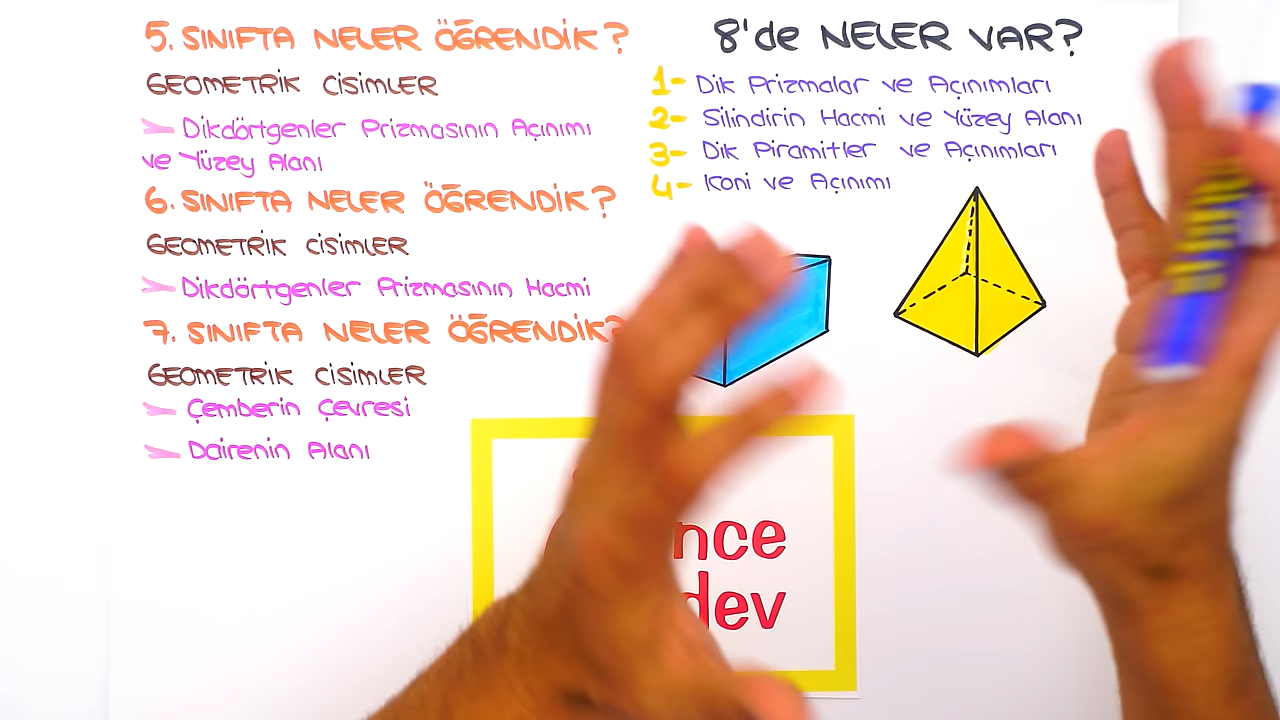 5. SINIFTA NELER ÖĞRENDİK?
GEOMETRİK CİSİMLER
Dikdörtgenler Prizmasının Açınımı
ve Yüzey Alanı
6. SINIFTA NELER ÖĞRENDİK?
GEOMETRİK CİSİMLER
Dikdörtgenler Prizmasının Hacmi
7. SINIFTA NELER ÖĞRENDİK?
GEOMETRİK CİSİMLER
Çemberin Çevresi
Dairenin Alanı
8'de NELER VAR?
1- Dik Prizmalar ve Açınımları
2- Silindirin Hacmi ve Yüzey Alanı
3- Dik Piramitler ve Açınımları
4- Koni ve Açınımı